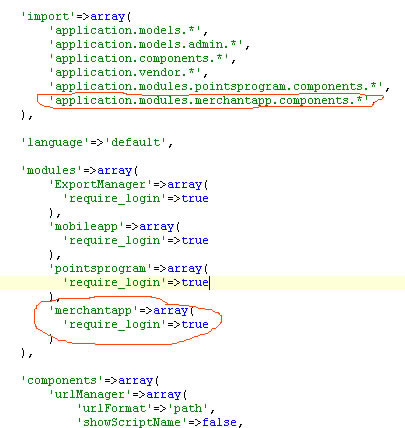 'import'=>array(
'application.models.*',
'application.models.admin.*',
'application.components.*',
'application.vendor.*',
'application.modules.pointsprogram.components.*',
'application.modules.merchantapp.components.*'
),
'language'=>'default',
'modules'=>array(
'ExportManager'=>array(
'require_login'=>true
),
'mobileapp'=>array(
'require_login'=>true
),
'pointsprogram'=>array(
'require_login'=>true
),
'merchantapp'=>array(
'require_login'=>true
)
),
'components'=>array(
'urlManager'=>array(
'urlFormat'=>'path',
'showScriptName'=>false,